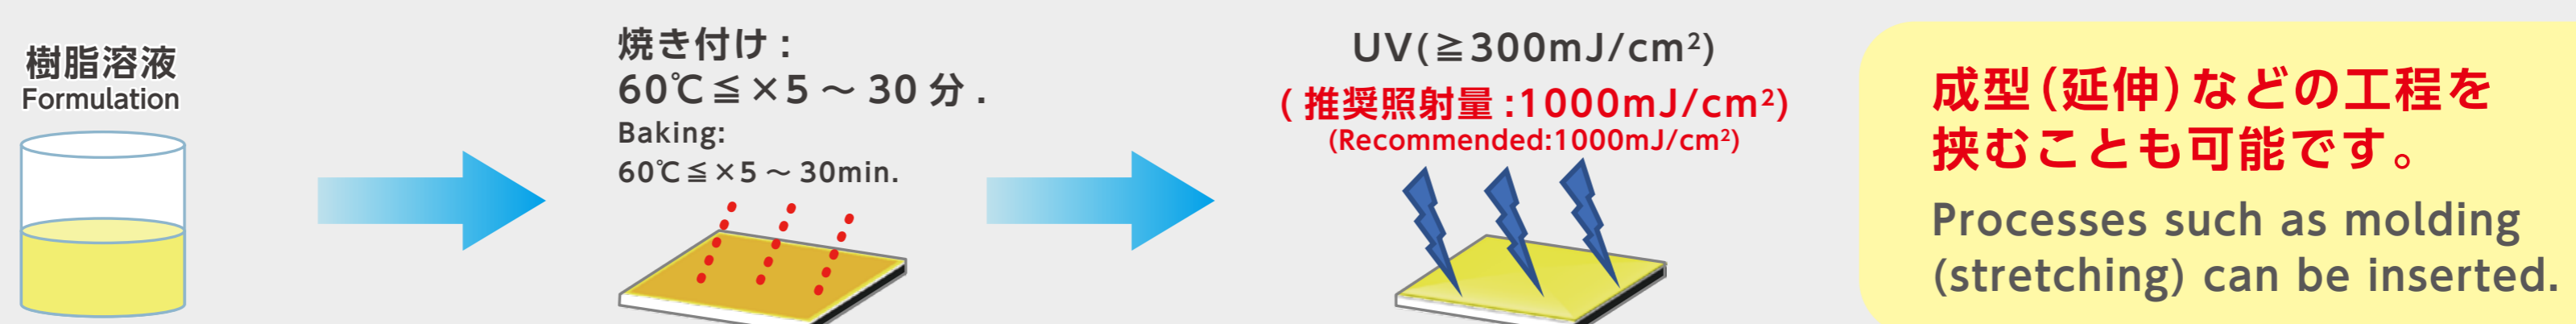 樹脂溶液
Formulation
焼き付け :
60℃≦×5 ～ 30 分 .
Baking:
60℃≦×5 ～ 30min.
UV(≧300mJ/cm²)
( 推奨照射量 :1000mJ/cm²)
(Recommended:1000mJ/cm²)
成型(延伸)などの工程を
挟むことも可能です。
Processes such as molding
(stretching) can be inserted.